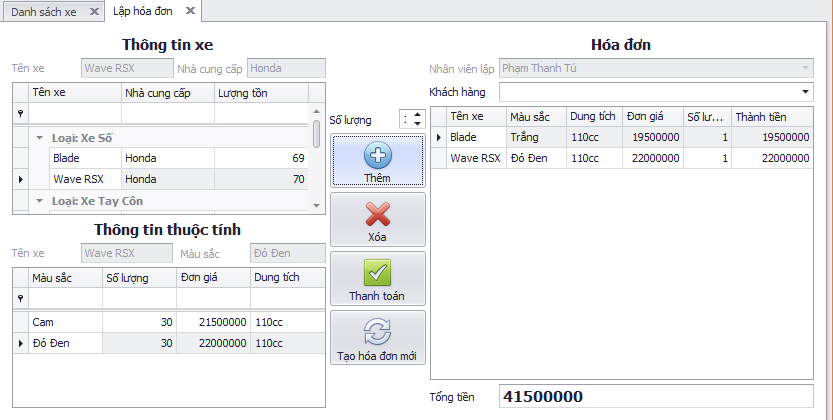 Danh sách xe
Lập hóa đơn
Thông tin xe
Tên xe Wave RSX Nhà cung cấp Honda
Tên xe Nhà cung cấp Lượng tồn
Loại: Xe Số
Blade Honda 69
Wave RSX Honda 70
Loại: Xe Tay Côn
Thông tin thuộc tính
Tên xe Wave RSX Màu sắc Đỏ Đen
Màu sắc Số lượng Đơn giá Dung tích
Cam 30 21500000 110cc
Đỏ Đen 30 22000000 110cc
Số lượng
Thêm
Xóa
Thanh toán
Tạo hóa đơn mới
Hóa đơn
Nhân viên lập Phạm Thanh Tú
Khách hàng
Tên xe Màu sắc Dung tích Đơn giá Số lư... Thành tiền
Blade Trắng 110cc 19500000 1 19500000
Wave RSX Đỏ Đen 110cc 22000000 1 22000000
Tổng tiền 41500000